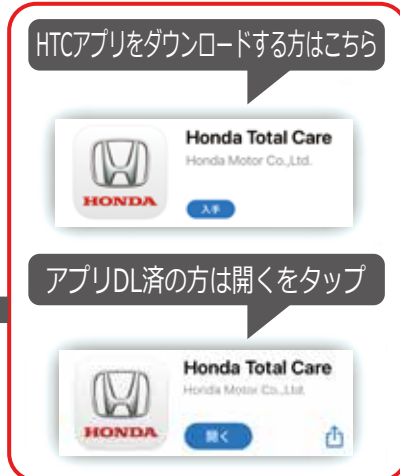 HTCアプリをダウンロードする方はこちら
Honda Total Care
Honda Motor Co.,Ltd.
HONDA
入手
アプリDL済の方は開くをタップ
Honda Total Care
Honda Motor Co.,Ltd.
HONDA
開く